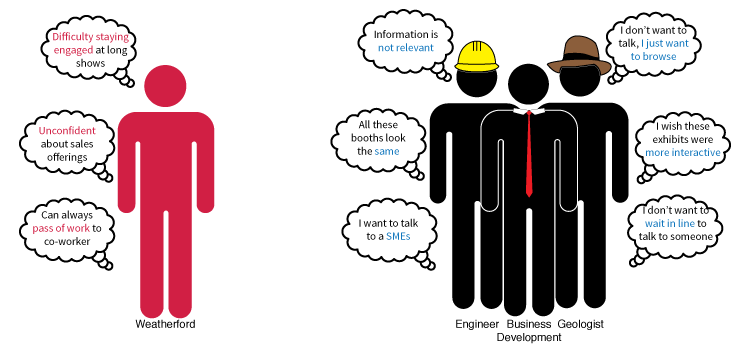 Difficulty staying
engaged at long
shows
Unconfident
about sales
offerings
Can always
pass of work to
co-worker
Weatherford
Information is
not relevant
I don't want to
talk, I just want
to browse
All these
booths look
the same
I wish these
exhibits were
more interactive
I want to talk
to a SMEs
I don't want to
wait in line to
talk to someone
Engineer Business Geologist
Development